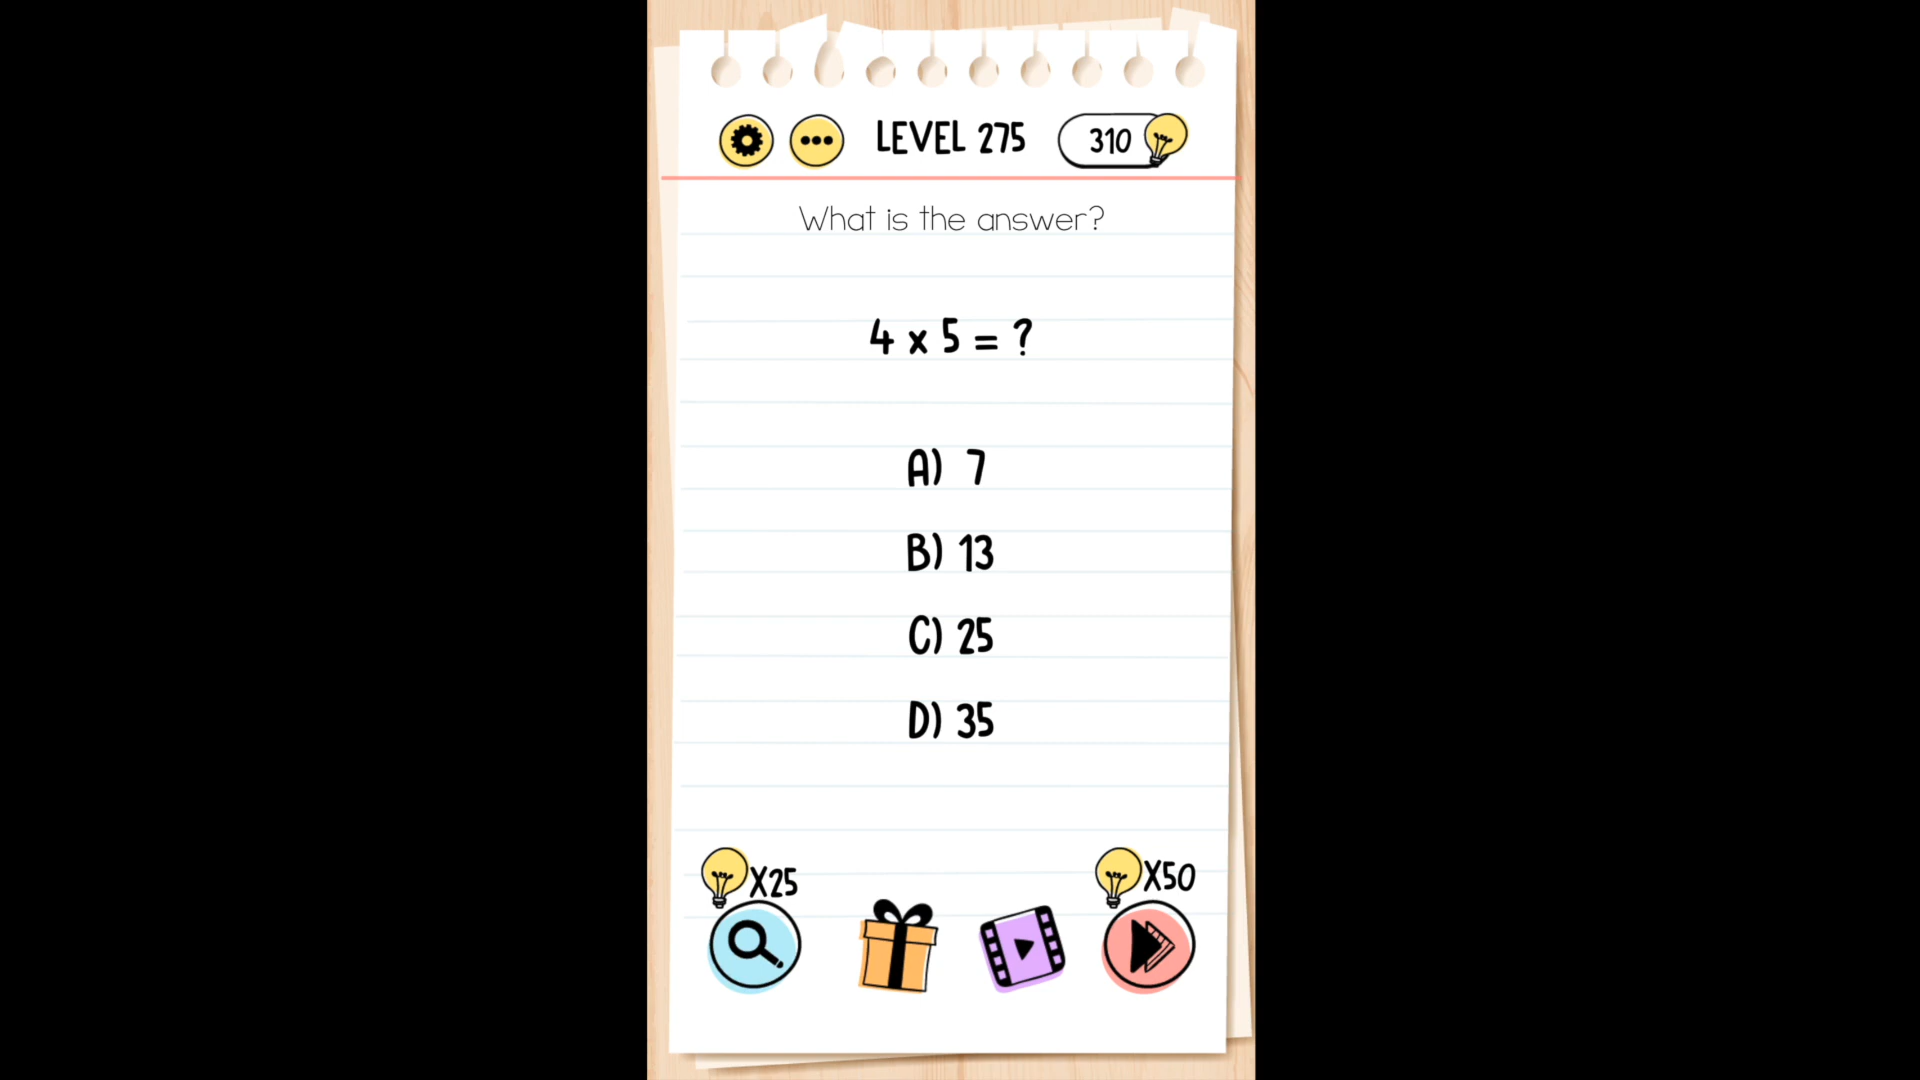 LEVEL 275
310
What is the answer?
4 x 5 = ?
A) 7
B) 13
C) 25
D) 35
X25
X50